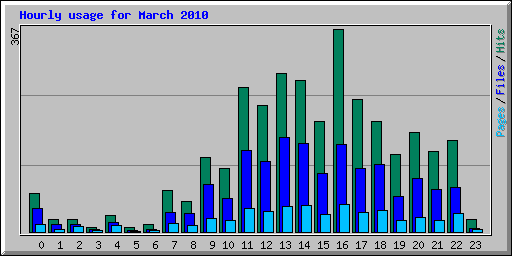 Hourly usage for March 2010
367
Pages / Files / Hits
0 1 2 3 4 5 6 7 8 9 10 11 12 13 14 15 16 17 18 19 20 21 22 23